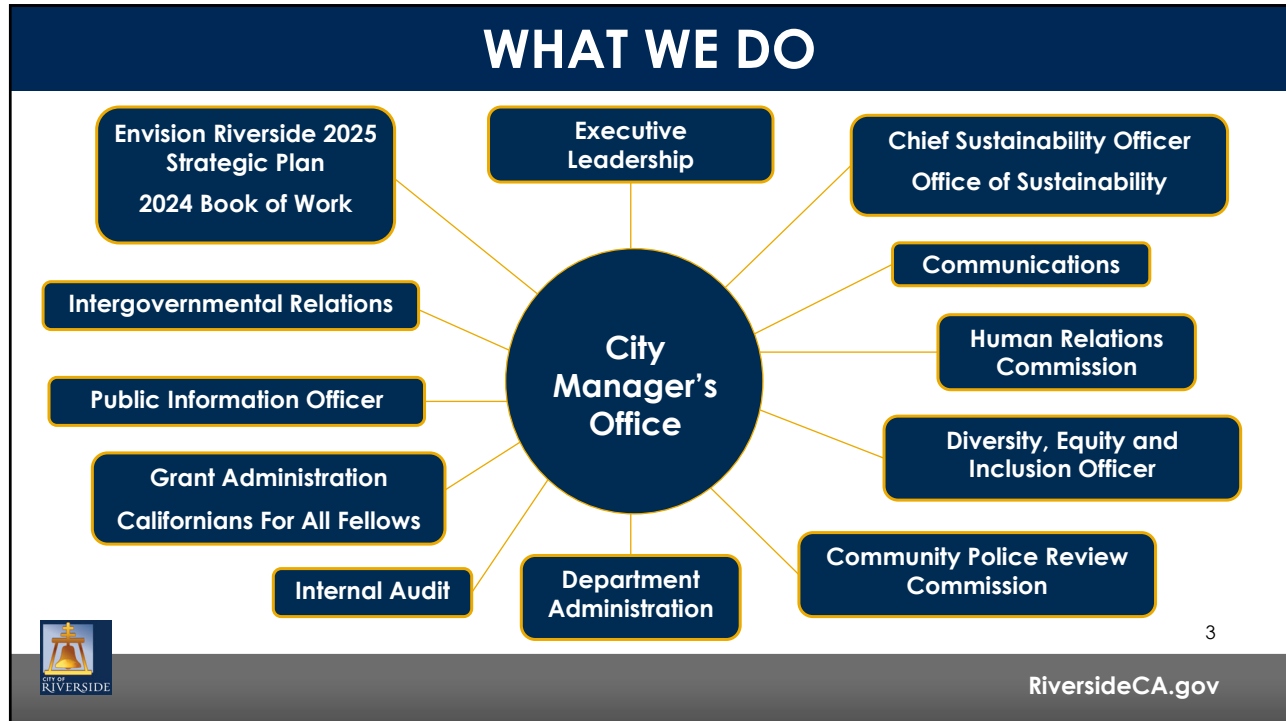 WHAT WE DO
Envision Riverside 2025
Strategic Plan
2024 Book of Work
Executive
Leadership
Chief Sustainability Officer
Office of Sustainability
Communications
Intergovernmental Relations
Human Relations
Commission
City
Manager's
Office
Public Information Officer
Diversity, Equity and
Inclusion Officer
Grant Administration
Californians For All Fellows
Community Police Review
Commission
Internal Audit
Department
Administration
3
CITY OF
RIVERSIDE
RiversideCA.gov